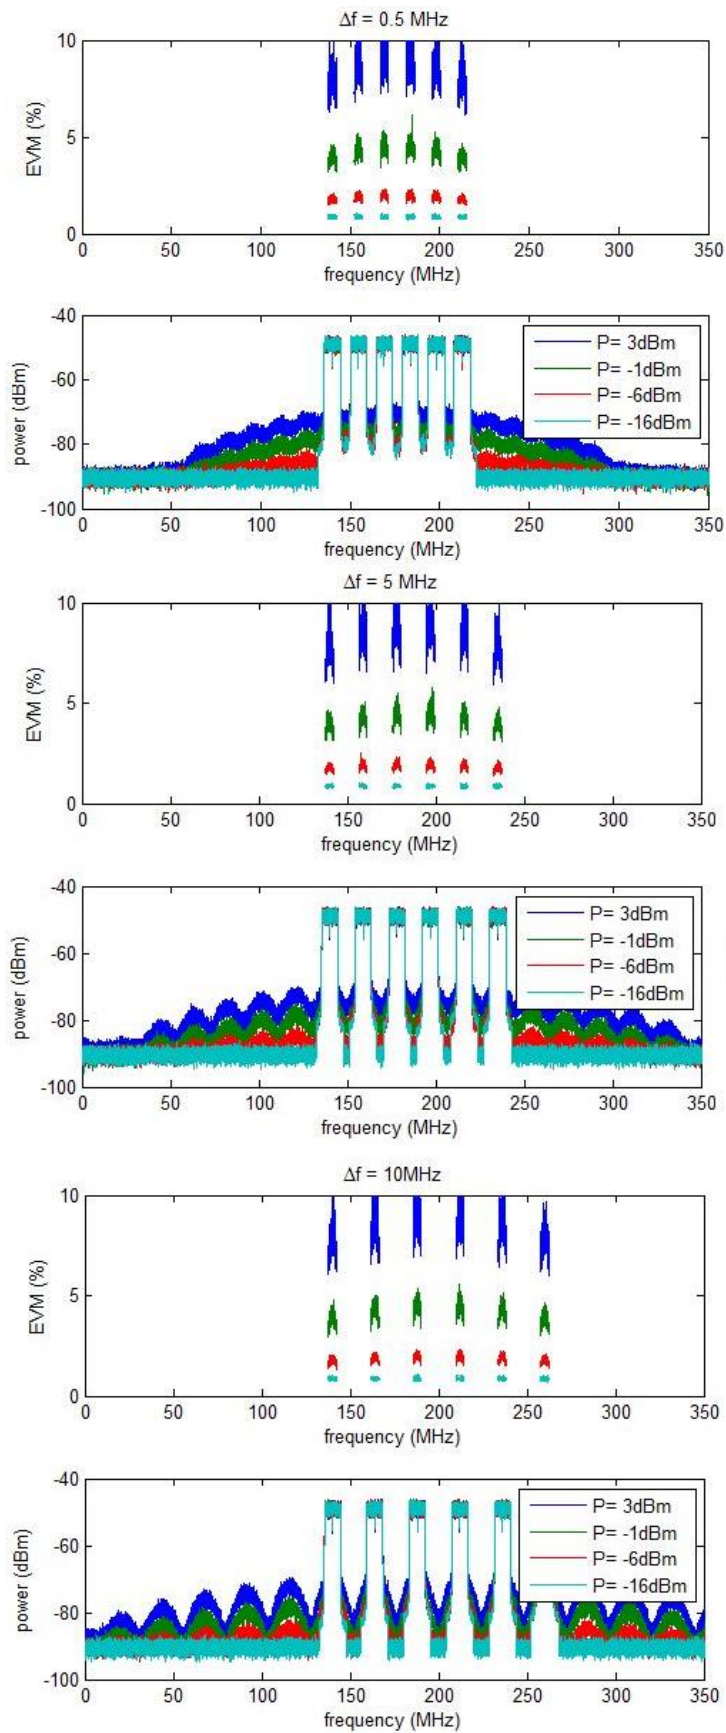 Δf = 0.5 MHz
10
5
0
EVM (%)
0 50 100 150 200 250 300 350
frequency (MHz)
-40
-60
-80
-100
power (dBm)
P= 3dBm
P= -1dBm
P= -6dBm
P= -16dBm
0 50 100 150 200 250 300 350
frequency (MHz)
Δf = 5 MHz
10
5
0
EVM (%)
0 50 100 150 200 250 300 350
frequency (MHz)
-40
-60
-80
-100
power (dBm)
P= 3dBm
P= -1dBm
P= -6dBm
P= -16dBm
0 50 100 150 200 250 300 350
frequency (MHz)
Δf = 10MHz
10
5
0
EVM (%)
0 50 100 150 200 250 300 350
frequency (MHz)
-40
-60
-80
-100
power (dBm)
P= 3dBm
P= -1dBm
P= -6dBm
P= -16dBm
0 50 100 150 200 250 300 350
frequency (MHz)